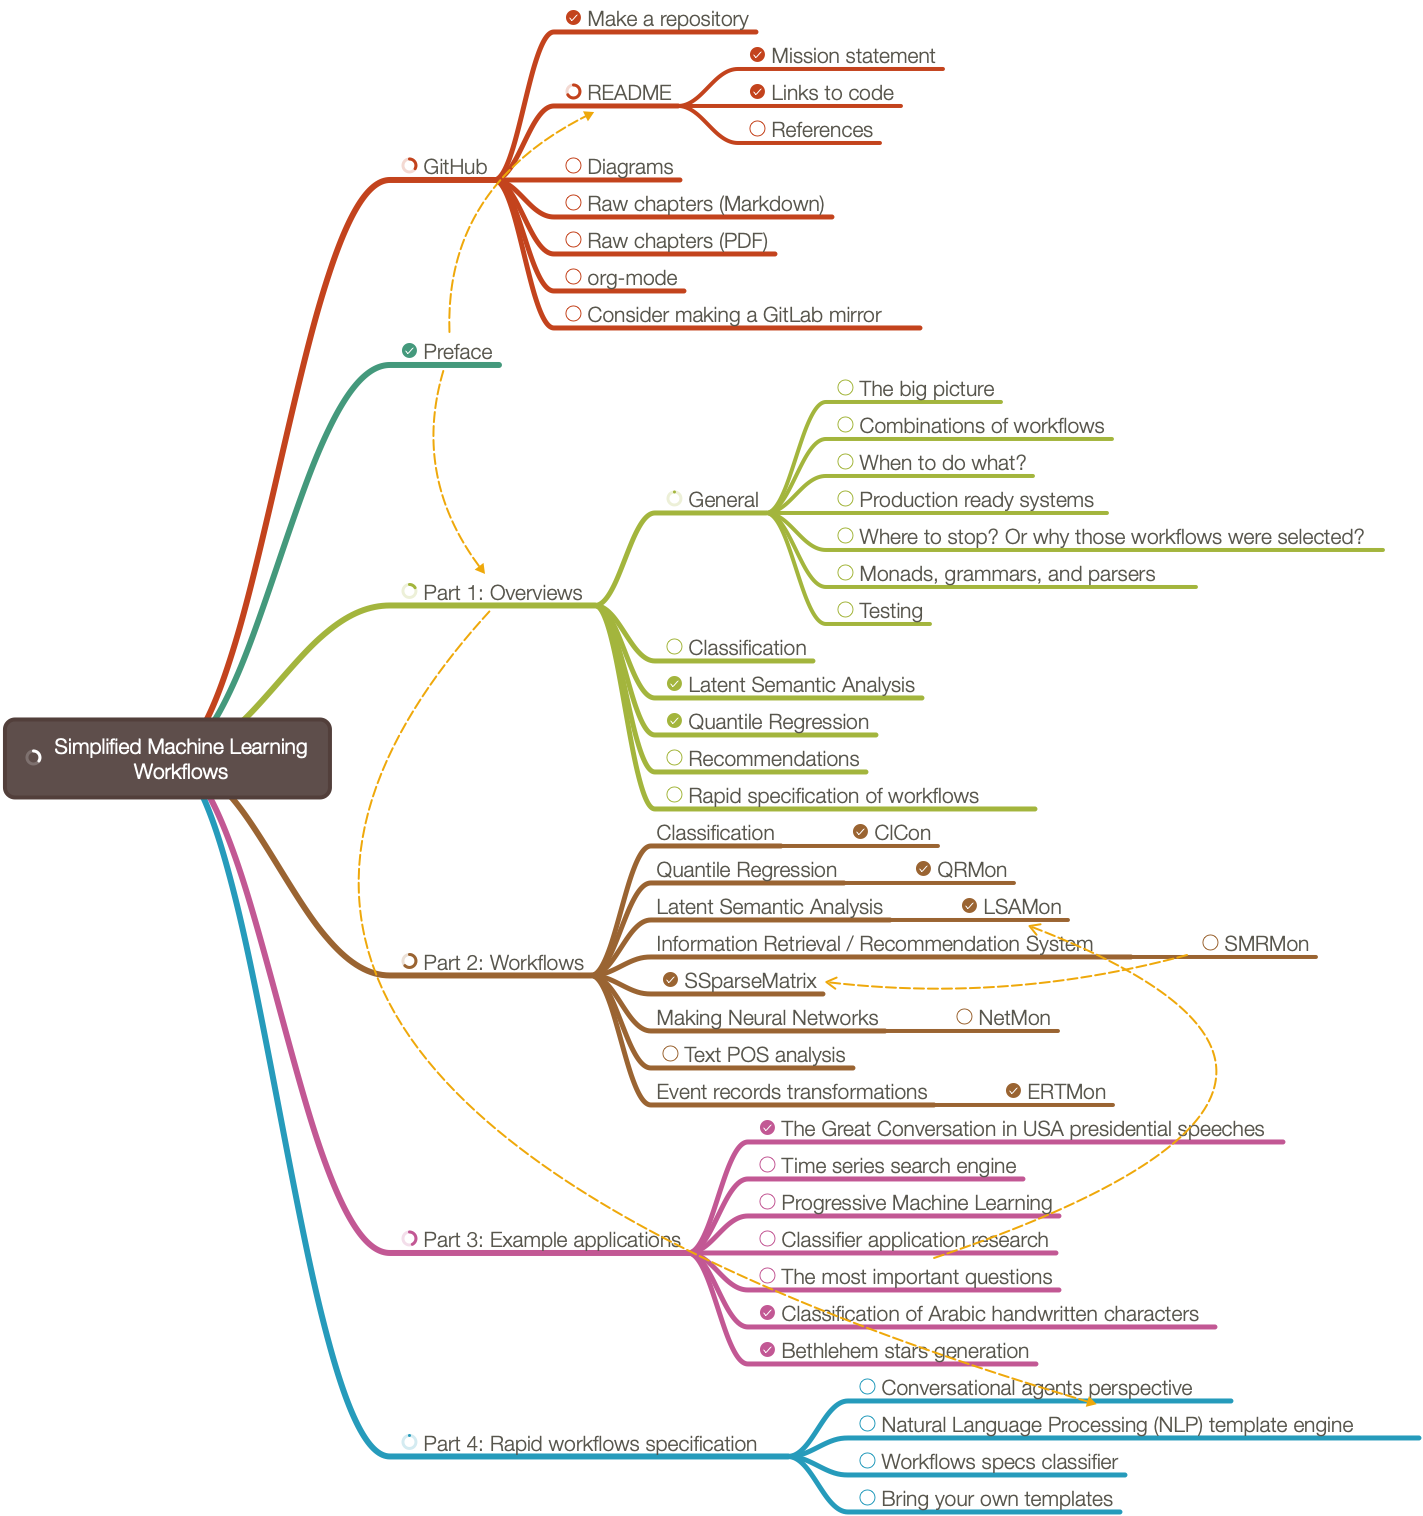 Make a repository
Mission statement
README
Links to code
References
GitHub
Diagrams
Raw chapters (Markdown)
Raw chapters (PDF)
org-mode
Consider making a GitLab mirror
Preface
The big picture
Combinations of workflows
When to do what?
General
Production ready systems
Where to stop? Or why those workflows were selected?
Monads, grammars, and parsers
Testing
Part 1: Overviews
Classification
Latent Semantic Analysis
Quantile Regression
Recommendations
Rapid specification of workflows
Simplified Machine Learning
Workflows
Classification
ClCon
Quantile Regression
QRMon
Latent Semantic Analysis
LSAMon
Information Retrieval / Recommendation System
SMRMon
Part 2: Workflows
SSparseMatrix
Making Neural Networks
NetMon
Text POS analysis
Event records transformations
ERTMon
The Great Conversation in USA presidential speeches
Time series search engine
Progressive Machine Learning
Part 3: Example applications
Classifier application research
The most important questions
Classification of Arabic handwritten characters
Bethlehem stars generation
Conversational agents perspective
Natural Language Processing (NLP) template engine
Part 4: Rapid workflows specification
Workflows specs classifier
Bring your own templates